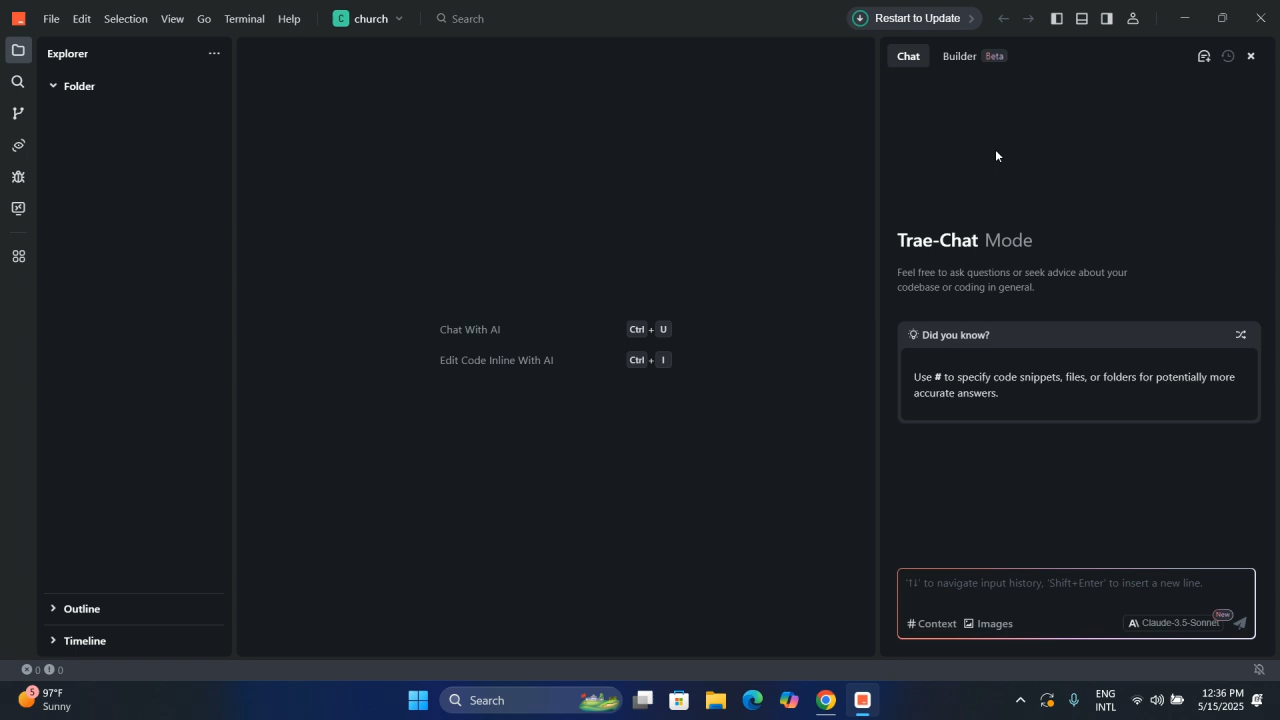 File Edit Selection View Go Terminal Help C church Search Restart to Update
Explorer
Folder
Outline
Timeline
Chat With AI Ctrl + U
Edit Code Inline With AI Ctrl + I
Chat Builder Beta
Trae-Chat Mode
Feel free to ask questions or seek advice about your
codebase or coding in general.
Did you know?
Use # to specify code snippets, files, or folders for potentially more
accurate answers.
'↑↓' to navigate input history, 'Shift+Enter' to insert a new line.
# Context Images Claude-3.5-Sonnet New
0 0
5 97°F
Sunny
Search
ENG
INTL
12:36 PM
5/15/2025